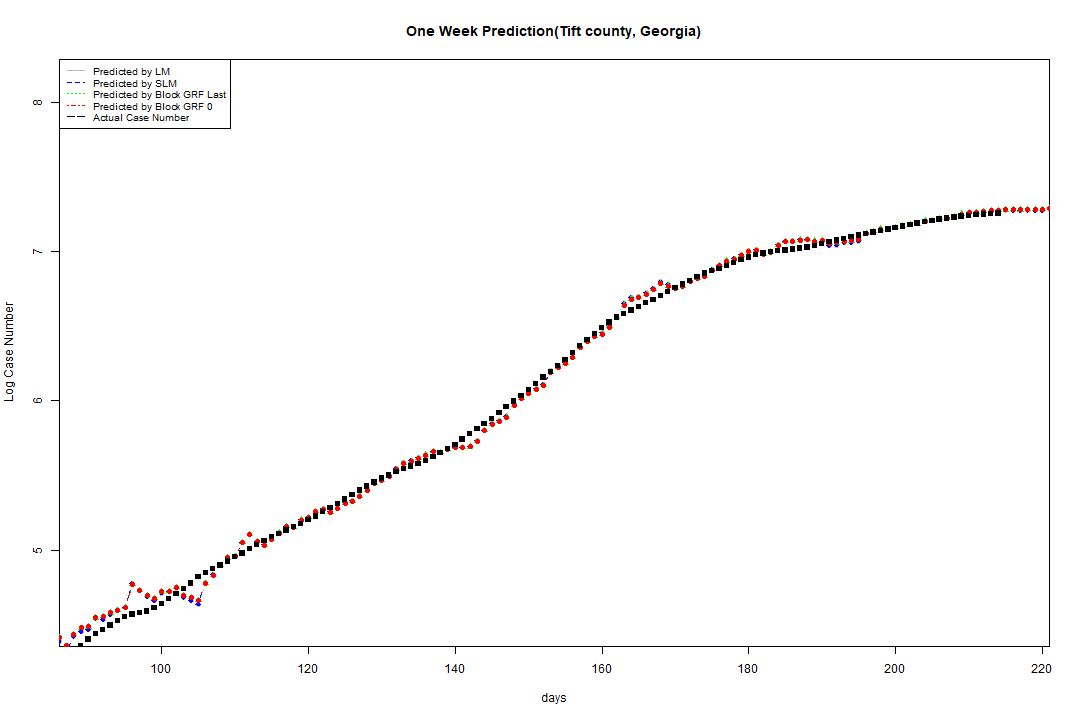 One Week Prediction(Tift county, Georgia)
Predicted by LM
Predicted by SLM
Predicted by Block GRF Last
Predicted by Block GRF 0
Actual Case Number
8
7
6
5
Log Case Number
100 120 140 160 180 200 220
days